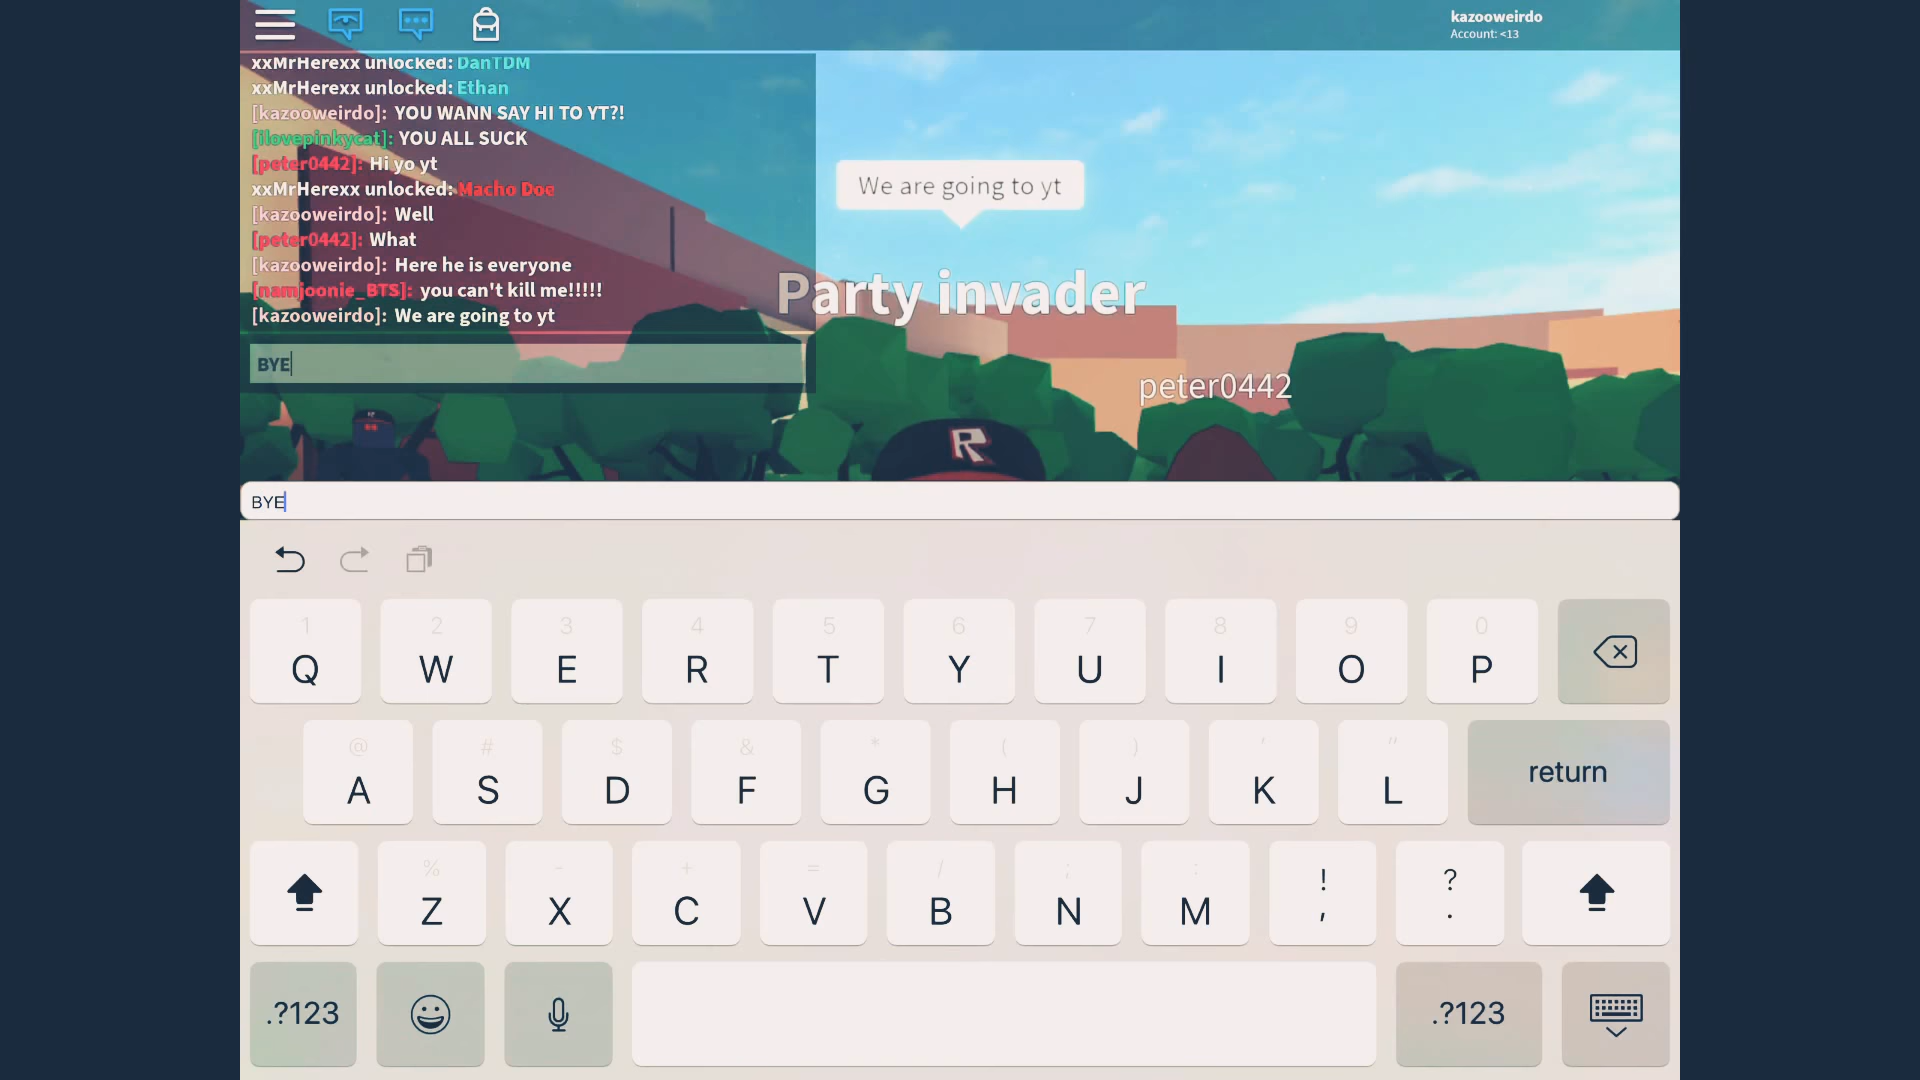 kazooweirdo
Account: <13
xxMrHerexx unlocked: DanTDM
xxMrHerexx unlocked: Ethan
[kazooweirdo]: YOU WANN SAY HI TO YT?!
[ilovepinkycat]: YOU ALL SUCK
[peter0442]: Hi yo yt
xxMrHerexx unlocked: Macho Doe
[kazooweirdo]: Well
[peter0442]: What
[kazooweirdo]: Here he is everyone
[namjoonie_BTS]: you can't kill me!!!!!
[kazooweirdo]: We are going to yt
BYE
We are going to yt
Party invader
peter0442
R
BYE
1 2 3 4 5 6 7 8 9 0
Q W E R T Y U I O P
@ # $ & * ( ) ' "
A S D F G H J K L return
% - + = / ; : ! ?
Z X C V B N M , .
.?123 .?123